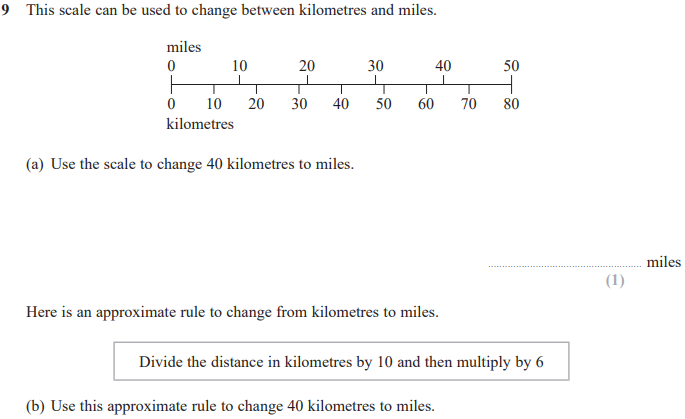 9 This scale can be used to change between kilometres and miles.
miles
0 10 20 30 40 50
0 10 20 30 40 50 60 70 80
kilometres
(a) Use the scale to change 40 kilometres to miles.
miles
(1)
Here is an approximate rule to change from kilometres to miles.
Divide the distance in kilometres by 10 and then multiply by 6
(b) Use this approximate rule to change 40 kilometres to miles.